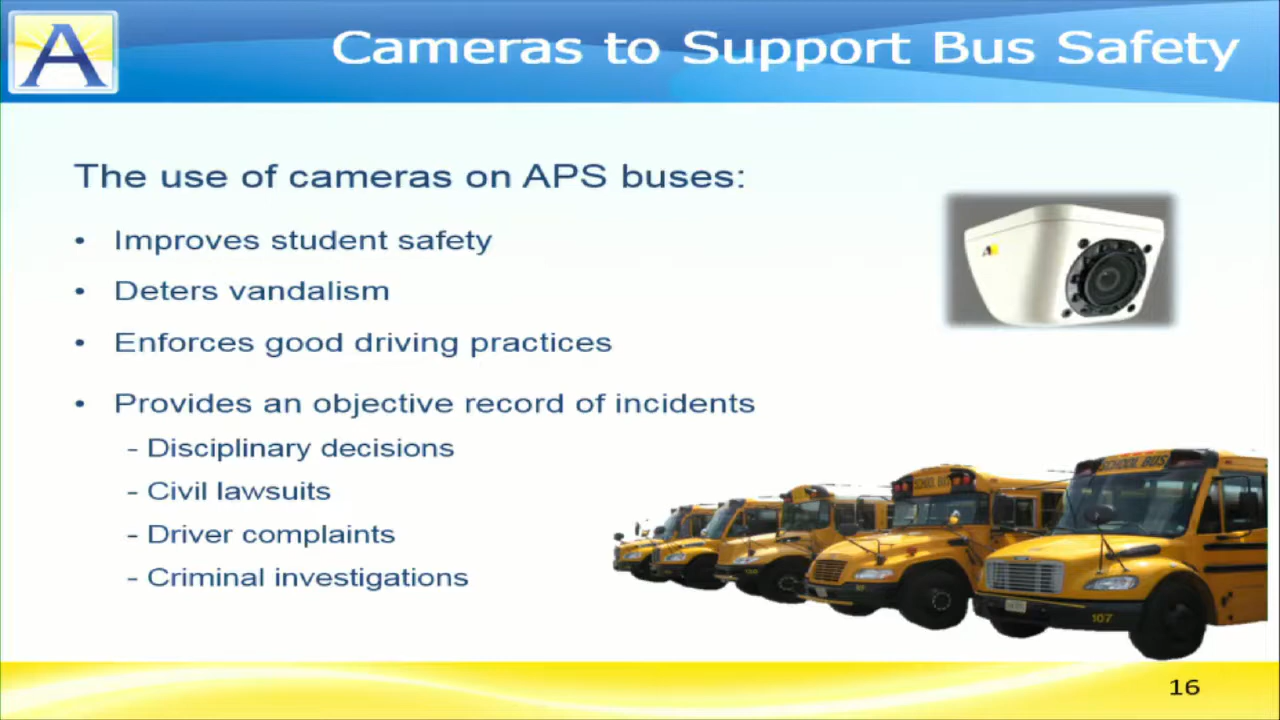 A
Cameras to Support Bus Safety
The use of cameras on APS buses:
• Improves student safety
• Deters vandalism
• Enforces good driving practices
• Provides an objective record of incidents
- Disciplinary decisions
- Civil lawsuits
- Driver complaints
- Criminal investigations
SCHOOL BUS
SCHOOL BUS
107
16